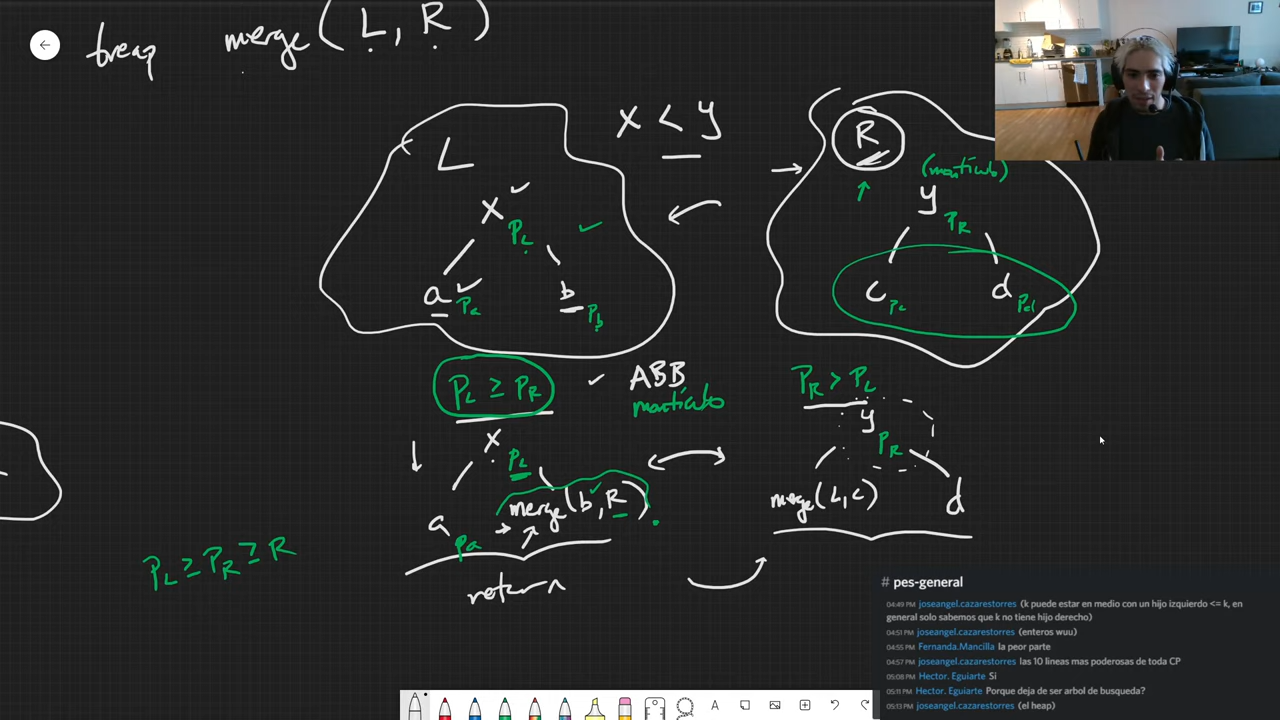 treap merge(L, R)
x < y
L
x
P_L
a P_a
b P_b
R
(montículo)
y
P_R
c P_c
d P_d
P_L ≥ P_R
ABB
montículo
x
P_L
a P_a
merge(b, R)
return
P_L ≥ P_R ≥ R
P_R > P_L
y
P_R
merge(L, c)
d
# pes-general
04:49 PM joseangel.cazarestorres (k puede estar en medio con un hijo izquierdo <= k, en
general solo sabemos que k no tiene hijo derecho)
04:51 PM joseangel.cazarestorres (enteros wuu)
04:55 PM Fernanda.Mancilla la peor parte
04:57 PM joseangel.cazarestorres las 10 lineas mas poderosas de toda CP
05:08 PM Hector. Eguiarte Si
05:11 PM Hector. Eguiarte Porque deja de ser arbol de busqueda?
05:13 PM joseangel.cazarestorres (el heap)
A